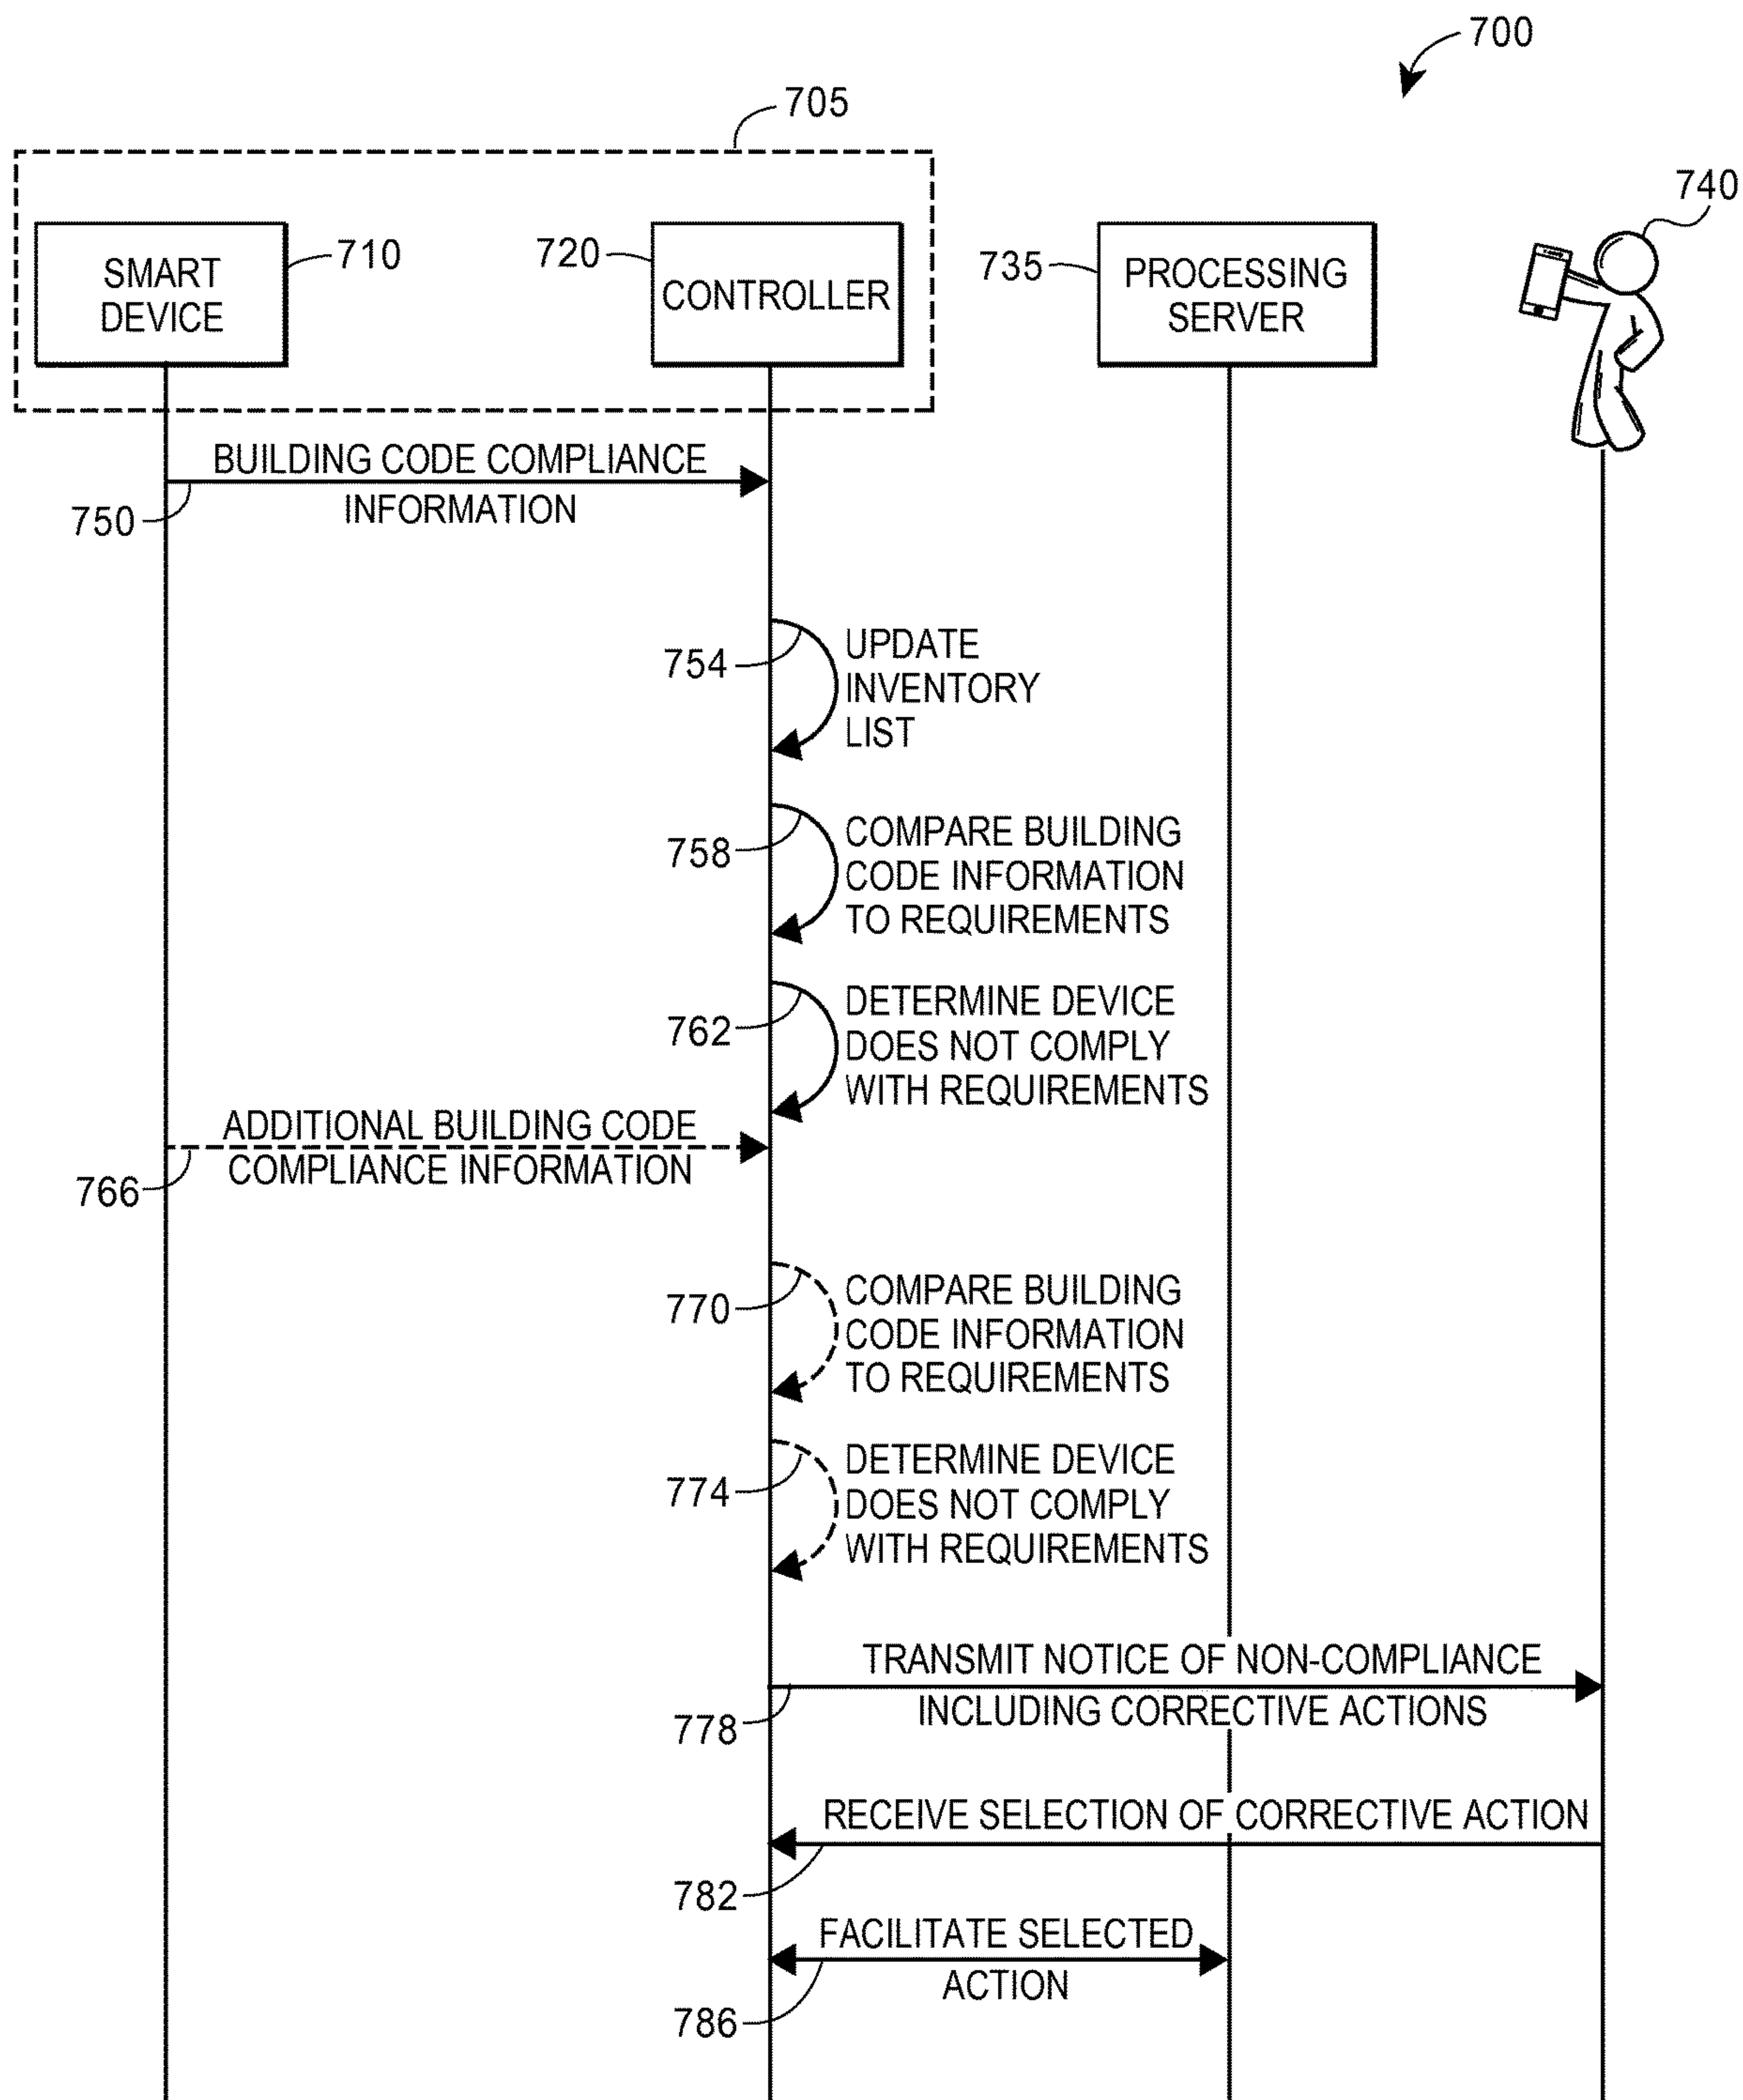 700
705
740
SMART
DEVICE
710
720
CONTROLLER
735
PROCESSING
SERVER
BUILDING CODE COMPLIANCE
INFORMATION
750
754
UPDATE
INVENTORY
LIST
758
COMPARE BUILDING
CODE INFORMATION
TO REQUIREMENTS
762
DETERMINE DEVICE
DOES NOT COMPLY
WITH REQUIREMENTS
ADDITIONAL BUILDING CODE
COMPLIANCE INFORMATION
766
770
COMPARE BUILDING
CODE INFORMATION
TO REQUIREMENTS
774
DETERMINE DEVICE
DOES NOT COMPLY
WITH REQUIREMENTS
TRANSMIT NOTICE OF NON-COMPLIANCE
INCLUDING CORRECTIVE ACTIONS
778
RECEIVE SELECTION OF CORRECTIVE ACTION
782
FACILITATE SELECTED
ACTION
786